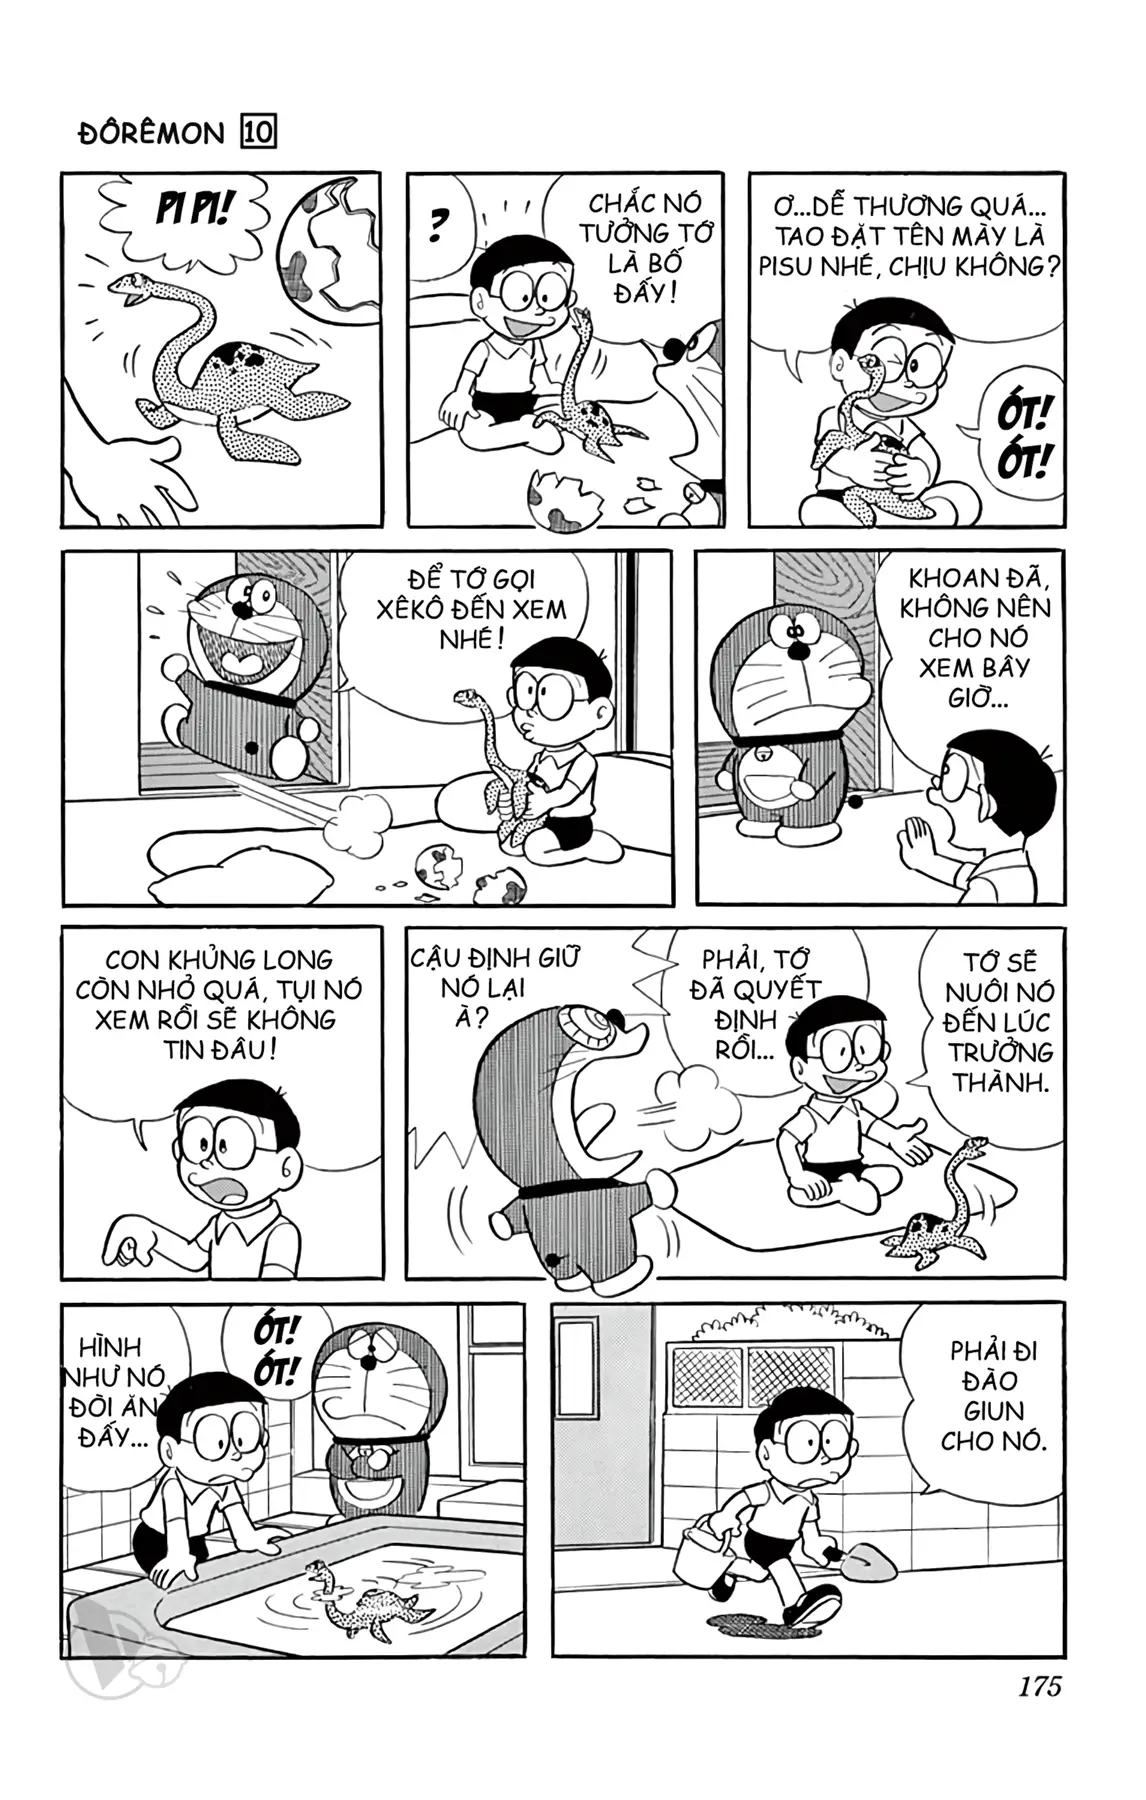 ĐÔRÊMON 10
PI PI!
?
CHẮC NÓ
TƯỞNG TỚ
LÀ BỐ
ĐẤY!
Ơ...DỄ THƯƠNG QUÁ...
TAO ĐẶT TÊN MÀY LÀ
PISU NHÉ, CHỊU KHÔNG?
ÓT!
ÓT!
ĐỂ TỚ GỌI
XÊKÔ ĐẾN XEM
NHÉ!
KHOAN ĐÃ,
KHÔNG NÊN
CHO NÓ
XEM BÂY
GIỜ...
CON KHỦNG LONG
CÒN NHỎ QUÁ, TỤI NÓ
XEM RỒI SẼ KHÔNG
TIN ĐÂU!
CẬU ĐỊNH GIỮ
NÓ LẠI
À?
PHẢI, TỚ
ĐÃ QUYẾT
ĐỊNH
RỒI...
TỚ SẼ
NUÔI NÓ
ĐẾN LÚC
TRƯỞNG
THÀNH.
HÌNH
NHƯ NÓ
ĐÒI ĂN
ĐẤY...
ÓT!
ÓT!
PHẢI ĐI
ĐÀO
GIUN
CHO NÓ.
175